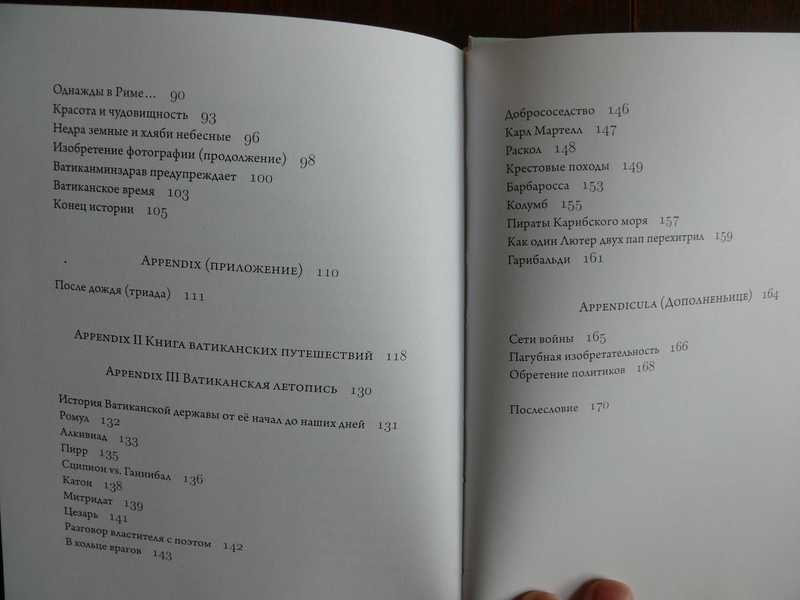 Однажды в Риме... 90
Красота и чудовищность 93
Недра земные и хляби небесные 96
Изобретение фотографии (продолжение) 98
Ватиканминздрав предупреждает 100
Ватиканское время 103
Конец истории 105
Appendix (приложение) 110
После дождя (триада) 111
Appendix II Книга ватиканских путешествий 118
Appendix III Ватиканская летопись 130
История Ватиканской державы от её начал до наших дней 131
Ромул 132
Алкивиад 133
Пирр 135
Сципион vs. Ганнибал 136
Катон 138
Митридат 139
Цезарь 141
Разговор властителя с поэтом 142
В кольце врагов 143
Добрососедство 146
Карл Мартелл 147
Раскол 148
Крестовые походы 149
Барбаросса 153
Колумб 155
Пираты Карибского моря 157
Как один Лютер двух пап перехитрил 159
Гарибальди 161
Appendicula (Дополненьице) 164
Сети войны 165
Пагубная изобретательность 166
Обретение политиков 168
Послесловие 170